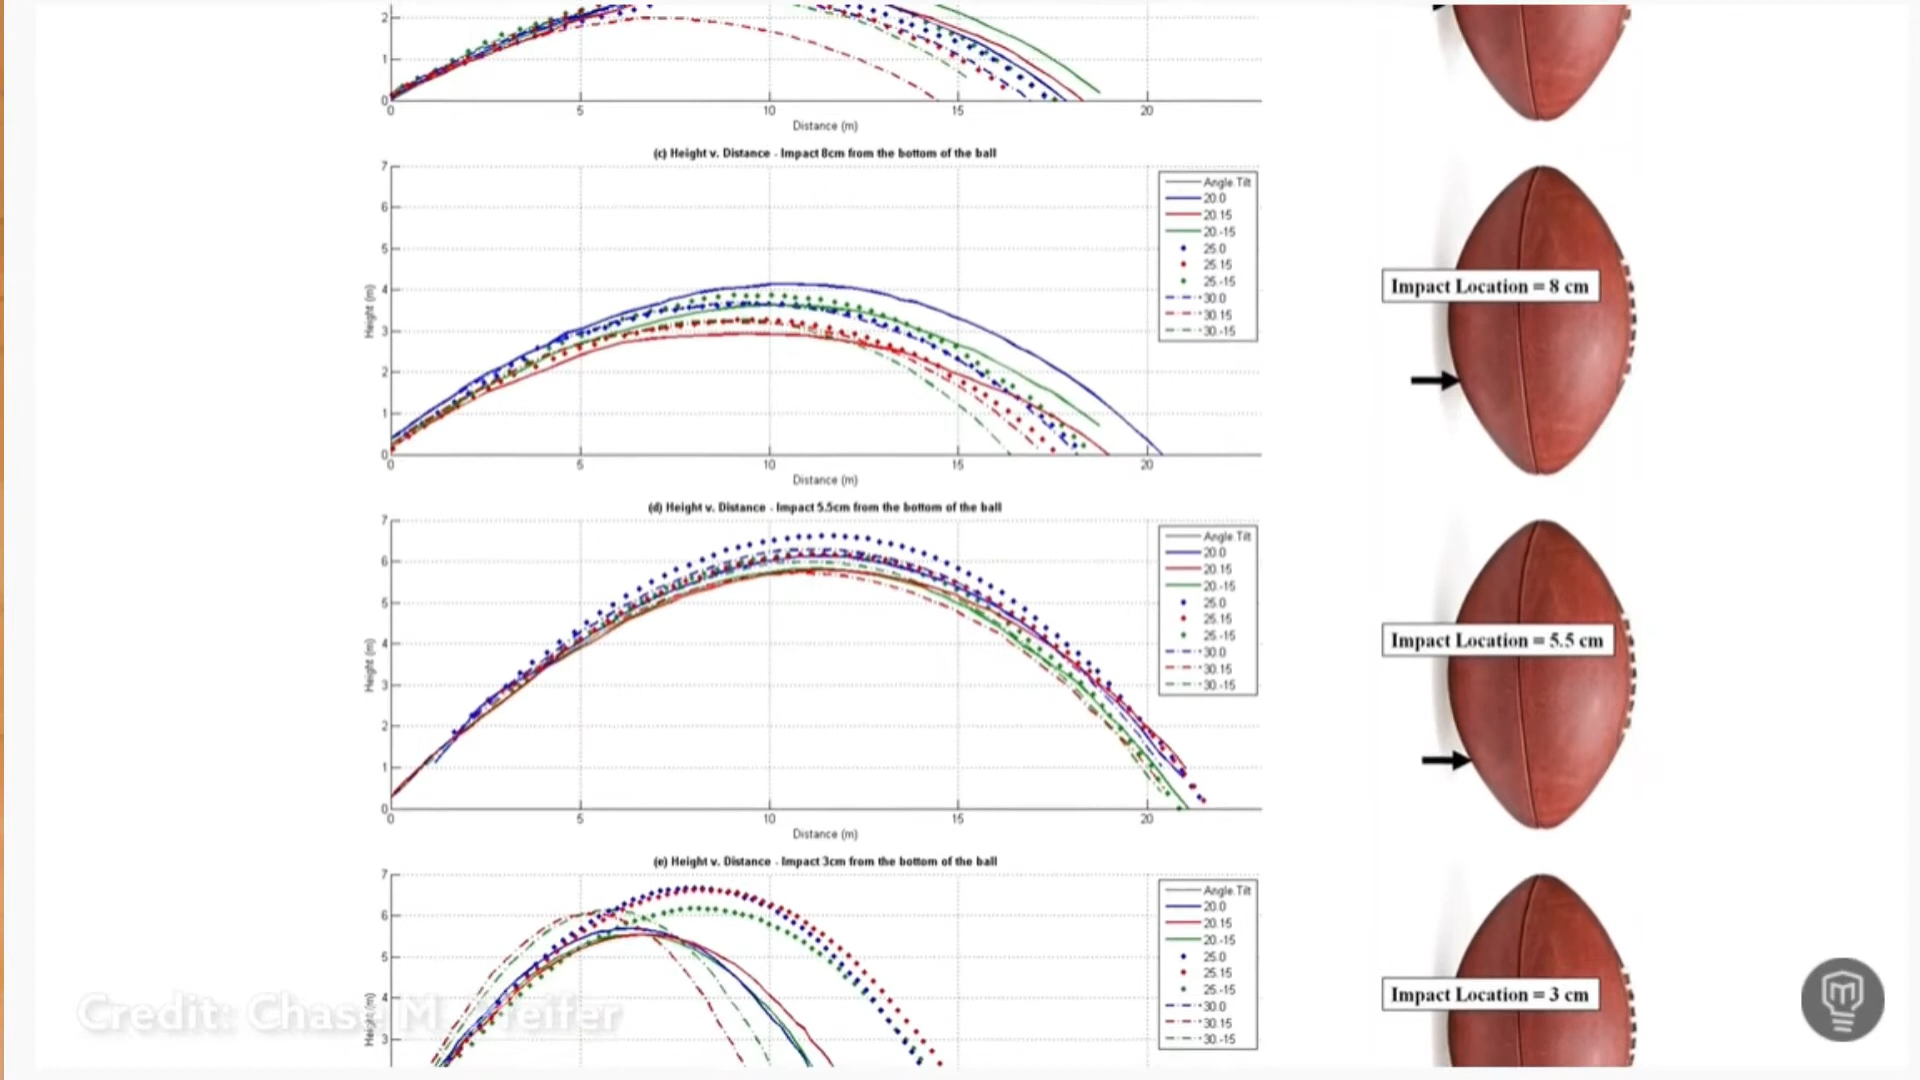 2
1
0
0 5 10 15 20
Distance (m)
(c) Height v. Distance - Impact 8cm from the bottom of the ball
7
6
5
4
3
2
1
0
Height (m)
0 5 10 15 20
Distance (m)
Angle.Tilt
20.0
20.15
20.-15
25.0
25.15
25.-15
30.0
30.15
30.-15
Impact Location = 8 cm
(d) Height v. Distance - Impact 5.5cm from the bottom of the ball
7
6
5
4
3
2
1
0
Height (m)
0 5 10 15 20
Distance (m)
Angle.Tilt
20.0
20.15
20.-15
25.0
25.15
25.-15
30.0
30.15
30.-15
Impact Location = 5.5 cm
(e) Height v. Distance - Impact 3cm from the bottom of the ball
7
6
5
4
3
Height (m)
Angle.Tilt
20.0
20.15
20.-15
25.0
25.15
25.-15
30.0
30.15
30.-15
Impact Location = 3 cm
Credit: Chase M. Pfeifer